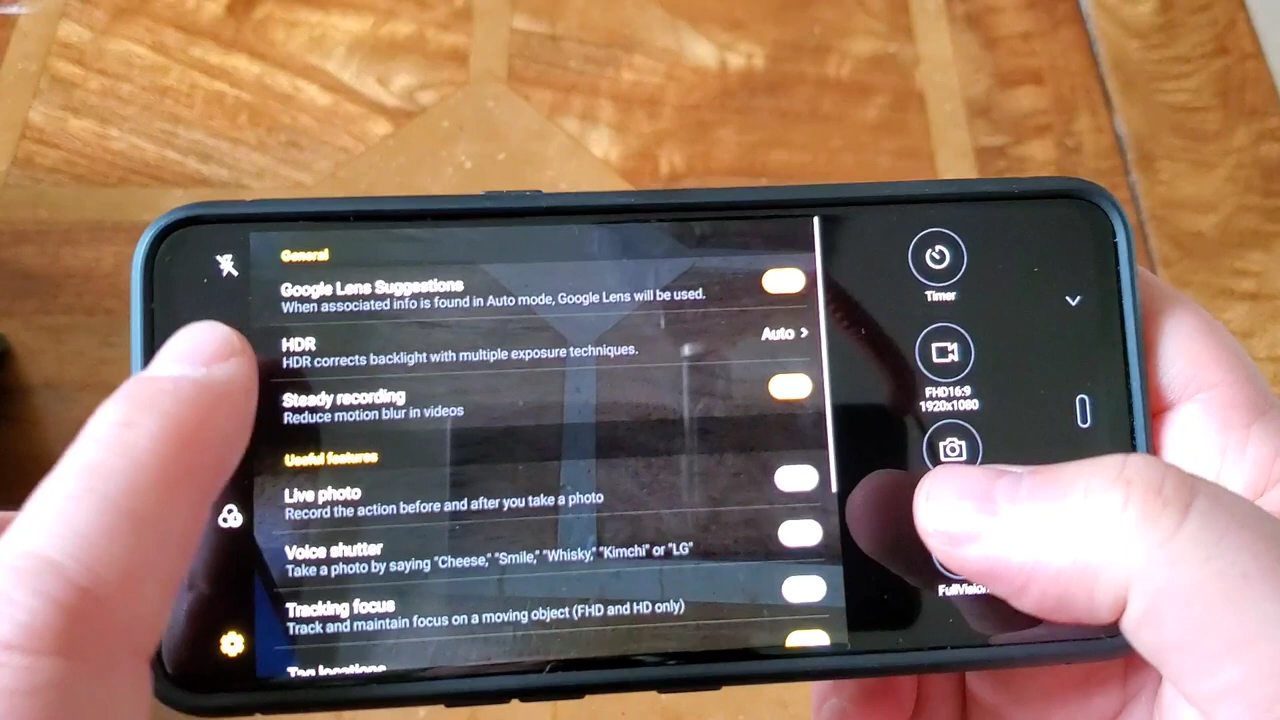 General
Google Lens Suggestions
When associated info is found in Auto mode, Google Lens will be used.
HDR
HDR corrects backlight with multiple exposure techniques.
Auto >
Steady recording
Reduce motion blur in videos
Useful features
Live photo
Record the action before and after you take a photo
Voice shutter
Take a photo by saying "Cheese," "Smile," "Whisky," "Kimchi" or "LG"
Tracking focus
Track and maintain focus on a moving object (FHD and HD only)
Tag locations
Timer
FHD16:9
1920x1080
FullVision